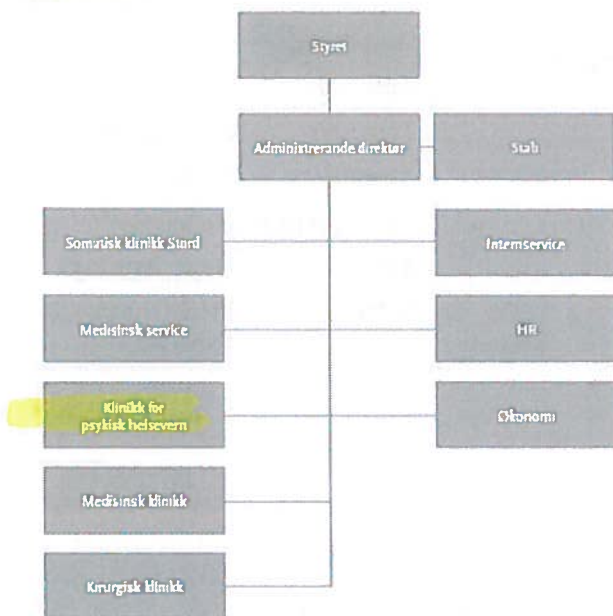 Styret
Administrerande direktør
Stab
Somatisk klinikk Stord
Internservice
Medisinsk service
HR
Klinikk for
psykisk helsevern
Økonomi
Medisinsk klinikk
Kirurgisk klinikk